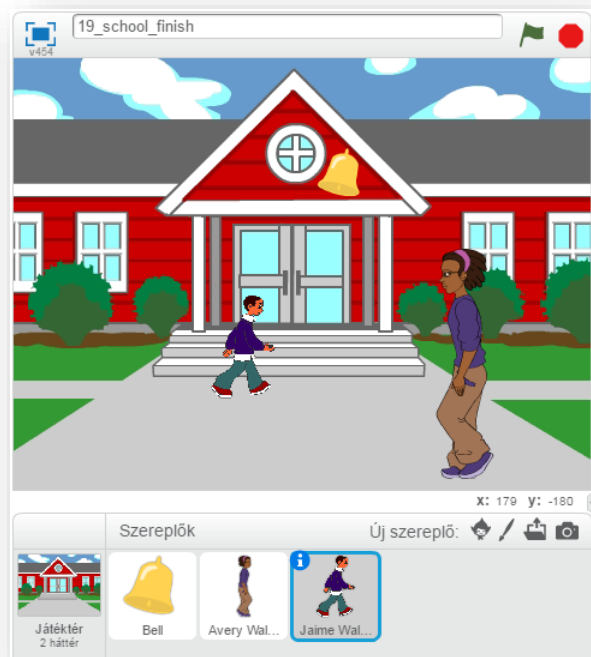 19_school_finish
v454
x: 179 y: -180
Szereplők
Új szereplő:
Játéktér
2 háttér
Bell
Avery Wal...
Jaime Wal...